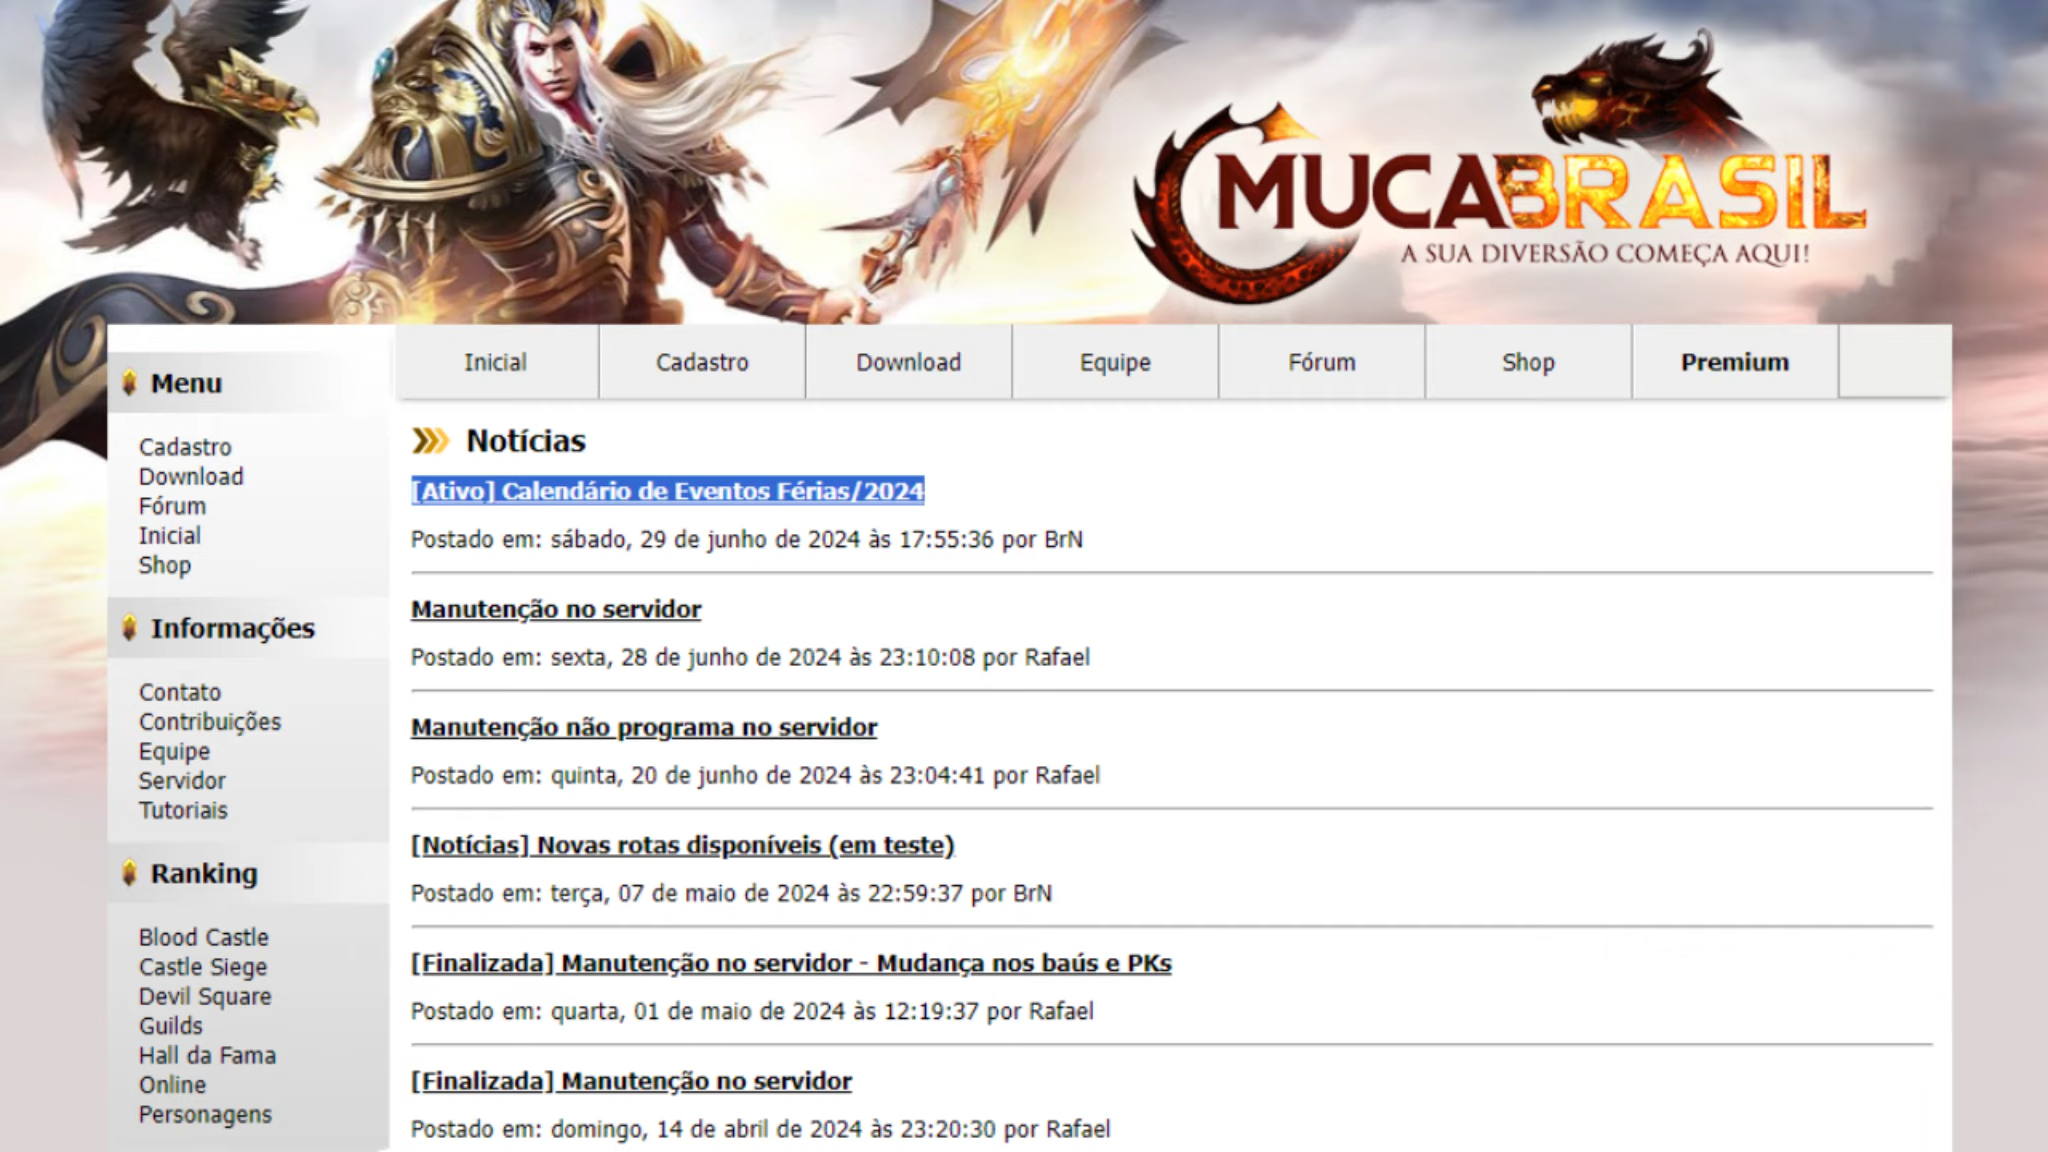 MUCABRASIL
A SUA DIVERSÃO COMEÇA AQUI!
Inicial
Cadastro
Download
Equipe
Fórum
Shop
Premium
Menu
Cadastro
Download
Fórum
Inicial
Shop
Informações
Contato
Contribuições
Equipe
Servidor
Tutoriais
Ranking
Blood Castle
Castle Siege
Devil Square
Guilds
Hall da Fama
Online
Personagens
Notícias
[Ativo] Calendário de Eventos Férias/2024
Postado em: sábado, 29 de junho de 2024 às 17:55:36 por BrN
Manutenção no servidor
Postado em: sexta, 28 de junho de 2024 às 23:10:08 por Rafael
Manutenção não programa no servidor
Postado em: quinta, 20 de junho de 2024 às 23:04:41 por Rafael
[Notícias] Novas rotas disponíveis (em teste)
Postado em: terça, 07 de maio de 2024 às 22:59:37 por BrN
[Finalizada] Manutenção no servidor - Mudança nos baús e PKs
Postado em: quarta, 01 de maio de 2024 às 12:19:37 por Rafael
[Finalizada] Manutenção no servidor
Postado em: domingo, 14 de abril de 2024 às 23:20:30 por Rafael